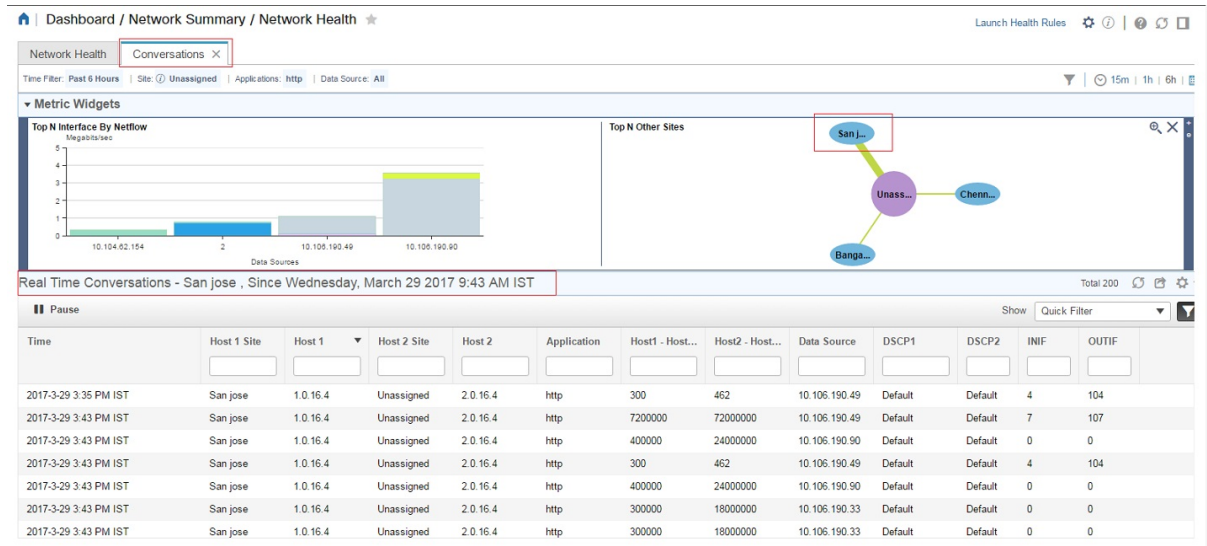 Dashboard / Network Summary / Network Health
Launch Health Rules
Network Health
Conversations
Time Filter: Past 6 Hours | Site: Unassigned | Applications: http | Data Source: All
15m | 1h | 6h |
Metric Widgets
Top N Interface By Netflow
Megabits/sec
5
4
3
2
1
0
10.104.62.154 2 10.106.190.49 10.106.190.90
Data Sources
Top N Other Sites
San j...
Unass...
Chenn...
Banga...
Real Time Conversations - San jose , Since Wednesday, March 29 2017 9:43 AM IST
Total 200
Pause
Show Quick Filter
Time Host 1 Site Host 1 Host 2 Site Host 2 Application Host1 - Host... Host2 - Host... Data Source DSCP1 DSCP2 INIF OUTIF
2017-3-29 3:35 PM IST San jose 1.0.16.4 Unassigned 2.0.16.4 http 300 462 10.106.190.49 Default Default 4 104
2017-3-29 3:43 PM IST San jose 1.0.16.4 Unassigned 2.0.16.4 http 7200000 72000000 10.106.190.49 Default Default 7 107
2017-3-29 3:43 PM IST San jose 1.0.16.4 Unassigned 2.0.16.4 http 400000 24000000 10.106.190.90 Default Default 0 0
2017-3-29 3:43 PM IST San jose 1.0.16.4 Unassigned 2.0.16.4 http 300 462 10.106.190.49 Default Default 4 104
2017-3-29 3:43 PM IST San jose 1.0.16.4 Unassigned 2.0.16.4 http 400000 24000000 10.106.190.90 Default Default 0 0
2017-3-29 3:43 PM IST San jose 1.0.16.4 Unassigned 2.0.16.4 http 300000 18000000 10.106.190.33 Default Default 0 0
2017-3-29 3:43 PM IST San jose 1.0.16.4 Unassigned 2.0.16.4 http 300000 18000000 10.106.190.33 Default Default 0 0